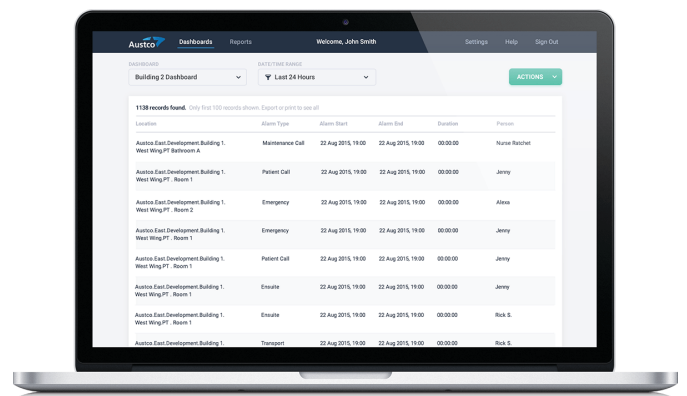 Austco
Dashboards Reports Welcome, John Smith Settings Help Sign Out
DASHBOARD DATE/TIME RANGE
Building 2 Dashboard Last 24 Hours ACTIONS
1138 records found. Only first 100 records shown. Export or print to see all
Location Alarm Type Alarm Start Alarm End Duration Person
Austco.East.Development.Building 1. Maintenance Call 22 Aug 2015, 19:00 22 Aug 2015, 19:00 00:00:00 Nurse Ratchet
West Wing.PT Bathroom A
Austco.East.Development.Building 1. Patient Call 22 Aug 2015, 19:00 22 Aug 2015, 19:00 00:00:00 Jenny
West Wing.PT . Room 1
Austco.East.Development.Building 1. Emergency 22 Aug 2015, 19:00 22 Aug 2015, 19:00 00:00:00 Alexa
West Wing.PT . Room 2
Austco.East.Development.Building 1. Emergency 22 Aug 2015, 19:00 22 Aug 2015, 19:00 00:00:00 Jenny
West Wing.PT . Room 1
Austco.East.Development.Building 1. Patient Call 22 Aug 2015, 19:00 22 Aug 2015, 19:00 00:00:00 Jenny
West Wing.PT . Room 1
Austco.East.Development.Building 1. Ensuite 22 Aug 2015, 19:00 22 Aug 2015, 19:00 00:00:00 Jenny
West Wing.PT . Room 1
Austco.East.Development.Building 1. Ensuite 22 Aug 2015, 19:00 22 Aug 2015, 19:00 00:00:00 Rick S.
West Wing.PT . Room 1
Austco.East.Development.Building 1. Transport 22 Aug 2015, 19:00 22 Aug 2015, 19:00 00:00:00 Rick S.